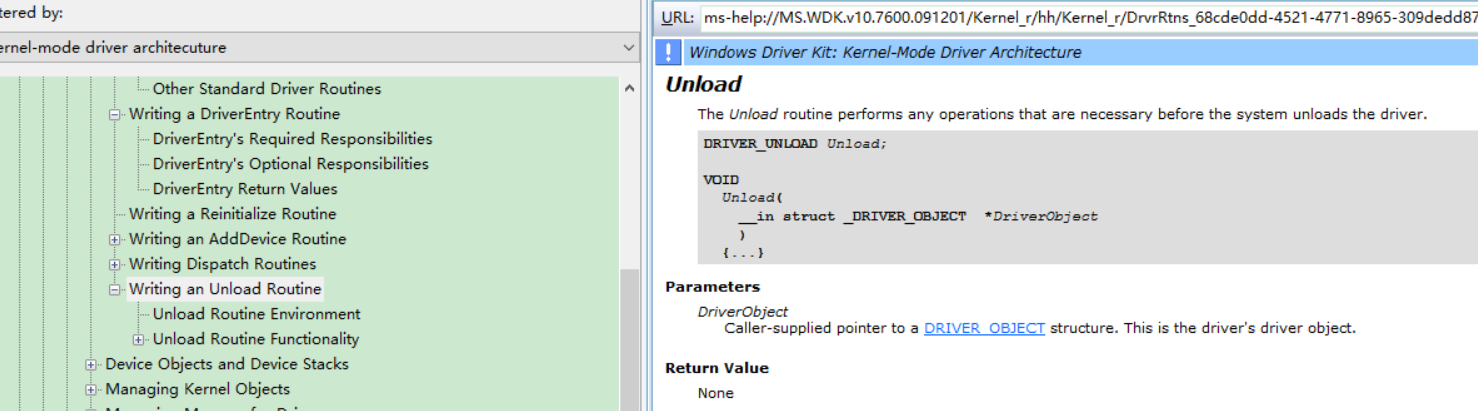 tered by:
ernel-mode driver architecuture
Other Standard Driver Routines
Writing a DriverEntry Routine
DriverEntry's Required Responsibilities
DriverEntry's Optional Responsibilities
DriverEntry Return Values
Writing a Reinitialize Routine
Writing an AddDevice Routine
Writing Dispatch Routines
Writing an Unload Routine
Unload Routine Environment
Unload Routine Functionality
Device Objects and Device Stacks
Managing Kernel Objects
URL: ms-help://MS.WDK.v10.7600.091201/Kernel_r/hh/Kernel_r/DrvrRtns_68cde0dd-4521-4771-8965-309dedd87
Windows Driver Kit: Kernel-Mode Driver Architecture
Unload
The Unload routine performs any operations that are necessary before the system unloads the driver.
DRIVER_UNLOAD Unload;
VOID
Unload(
__in struct _DRIVER_OBJECT *DriverObject
)
{...}
Parameters
DriverObject
Caller-supplied pointer to a DRIVER_OBJECT structure. This is the driver's driver object.
Return Value
None